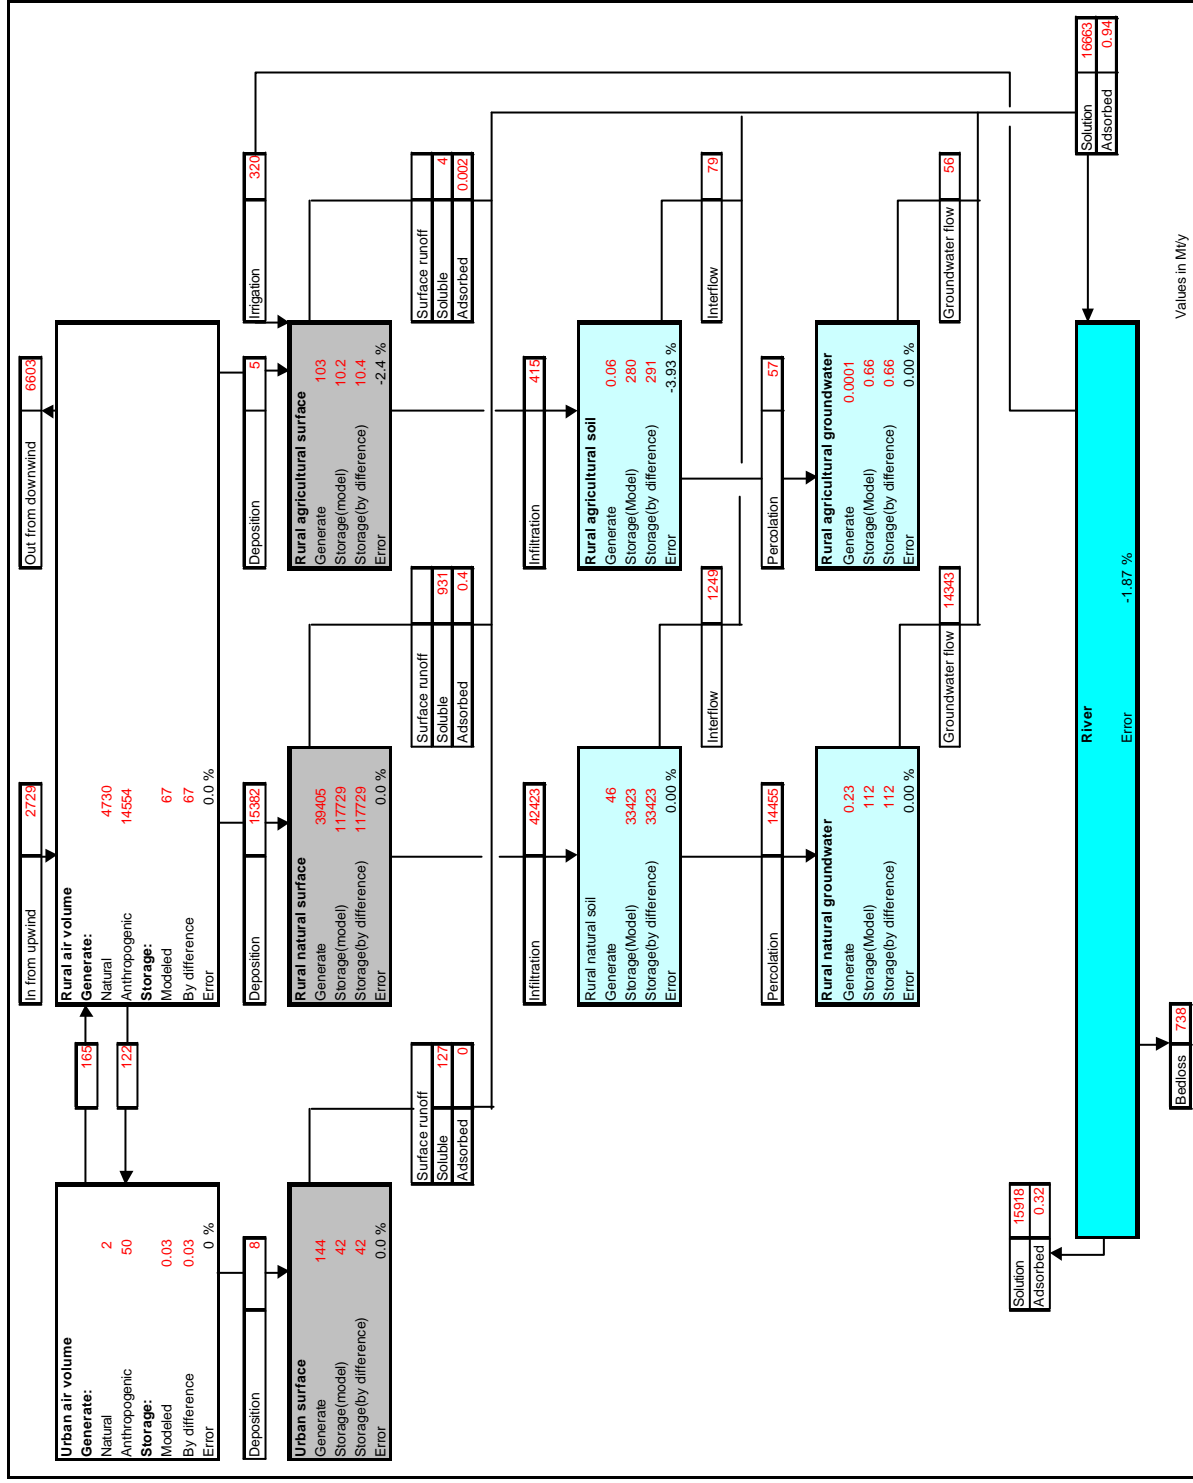 In from upwind 2729
Out from downwind 6603
Urban air volume
Generate:
Natural 2
Anthropogenic 50
Storage:
Modeled 0.03
By difference 0.03
Error 0 %
165
122
Rural air volume
Generate:
Natural 4730
Anthropogenic 14554
Storage:
Modeled 67
By difference 67
Error 0.0 %
Deposition 8
Deposition 15382
Deposition 5
Irrigation 320
Urban surface
Generate 144
Storage(model) 42
Storage(by difference) 42
Error 0.0 %
Rural natural surface
Generate 39405
Storage(model) 117729
Storage(by difference) 117729
Error 0.0 %
Rural agricultural surface
Generate 103
Storage(model) 10.2
Storage(by difference) 10.4
Error -2.4 %
Surface runoff
Soluble 127
Adsorbed 0
Surface runoff
Soluble 931
Adsorbed 0.4
Surface runoff
Soluble 4
Adsorbed 0.002
Infiltration 42423
Infiltration 415
Rural natural soil
Generate 46
Storage(Model) 33423
Storage(by difference) 33423
Error 0.00 %
Rural agricultural soil
Generate 0.06
Storage(Model) 280
Storage(by difference) 291
Error -3.93 %
Interflow 1249
Interflow 79
Percolation 14455
Percolation 57
Rural natural groundwater
Generate 0.23
Storage(Model) 112
Storage(by difference) 112
Error 0.00 %
Rural agricultural groundwater
Generate 0.0001
Storage(Model) 0.66
Storage(by difference) 0.66
Error 0.00 %
Groundwater flow 14343
Groundwater flow 56
Solution 15918
Adsorbed 0.32
Solution 16663
Adsorbed 0.94
River
Error -1.87 %
Bedloss 738
Values in Mt/y